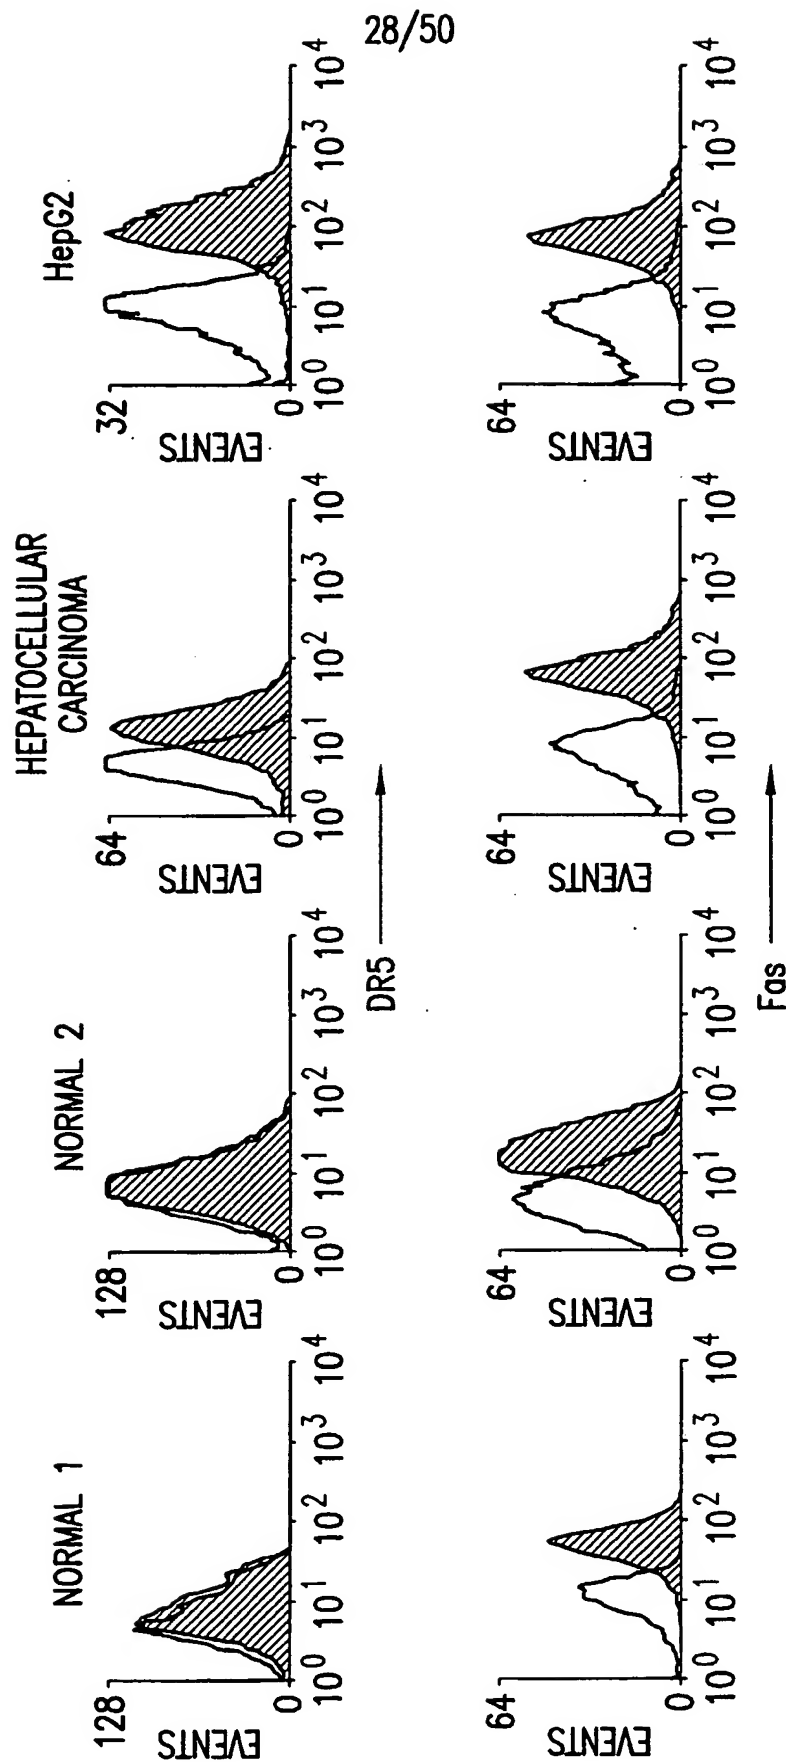 28/50
NORMAL 1
NORMAL 2
HEPATOCELLULAR
CARCINOMA
HepG2
EVENTS
128
0
10⁰ 10¹ 10² 10³ 10⁴
EVENTS
128
0
10⁰ 10¹ 10² 10³ 10⁴
EVENTS
64
0
10⁰ 10¹ 10² 10³ 10⁴
EVENTS
32
0
10⁰ 10¹ 10² 10³ 10⁴
DR5
EVENTS
64
0
10⁰ 10¹ 10² 10³ 10⁴
EVENTS
64
0
10⁰ 10¹ 10² 10³ 10⁴
EVENTS
64
0
10⁰ 10¹ 10² 10³ 10⁴
EVENTS
64
0
10⁰ 10¹ 10² 10³ 10⁴
Fas